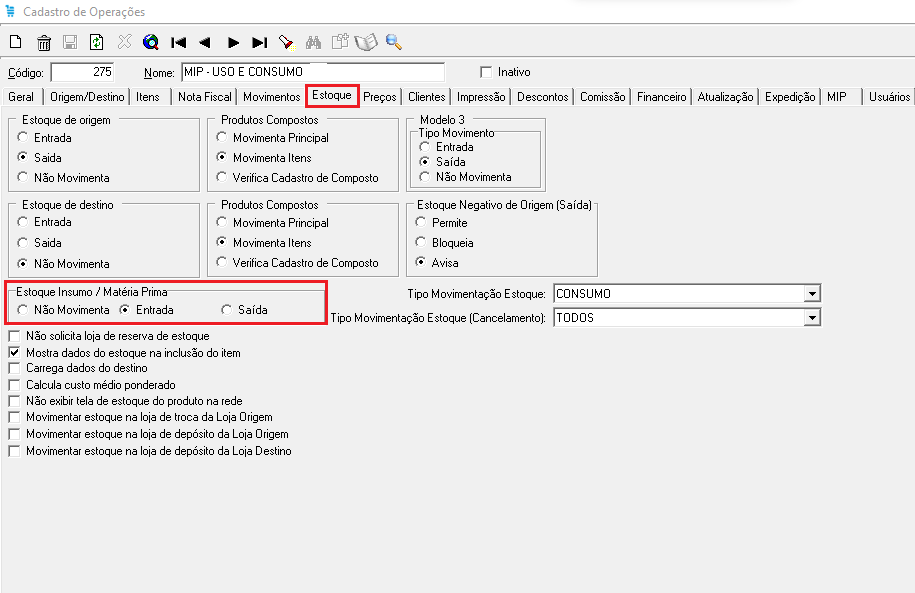 Cadastro de Operações
Código: 275 Nome: MIP - USO E CONSUMO Inativo
Geral Origem/Destino Itens Nota Fiscal Movimentos Estoque Preços Clientes Impressão Descontos Comissão Financeiro Atualização Expedição MIP Usuários
Estoque de origem
Entrada
Saida
Não Movimenta
Produtos Compostos
Movimenta Principal
Movimenta Itens
Verifica Cadastro de Composto
Modelo 3
Tipo Movimento
Entrada
Saída
Não Movimenta
Estoque de destino
Entrada
Saida
Não Movimenta
Produtos Compostos
Movimenta Principal
Movimenta Itens
Verifica Cadastro de Composto
Estoque Negativo de Origem (Saída)
Permite
Bloqueia
Avisa
Estoque Insumo / Matéria Prima
Não Movimenta Entrada Saída
Tipo Movimentação Estoque: CONSUMO
Tipo Movimentação Estoque (Cancelamento): TODOS
Não solicita loja de reserva de estoque
Mostra dados do estoque na inclusão do item
Carrega dados do destino
Calcula custo médio ponderado
Não exibir tela de estoque do produto na rede
Movimentar estoque na loja de troca da Loja Origem
Movimentar estoque na loja de depósito da Loja Origem
Movimentar estoque na loja de depósito da Loja Destino